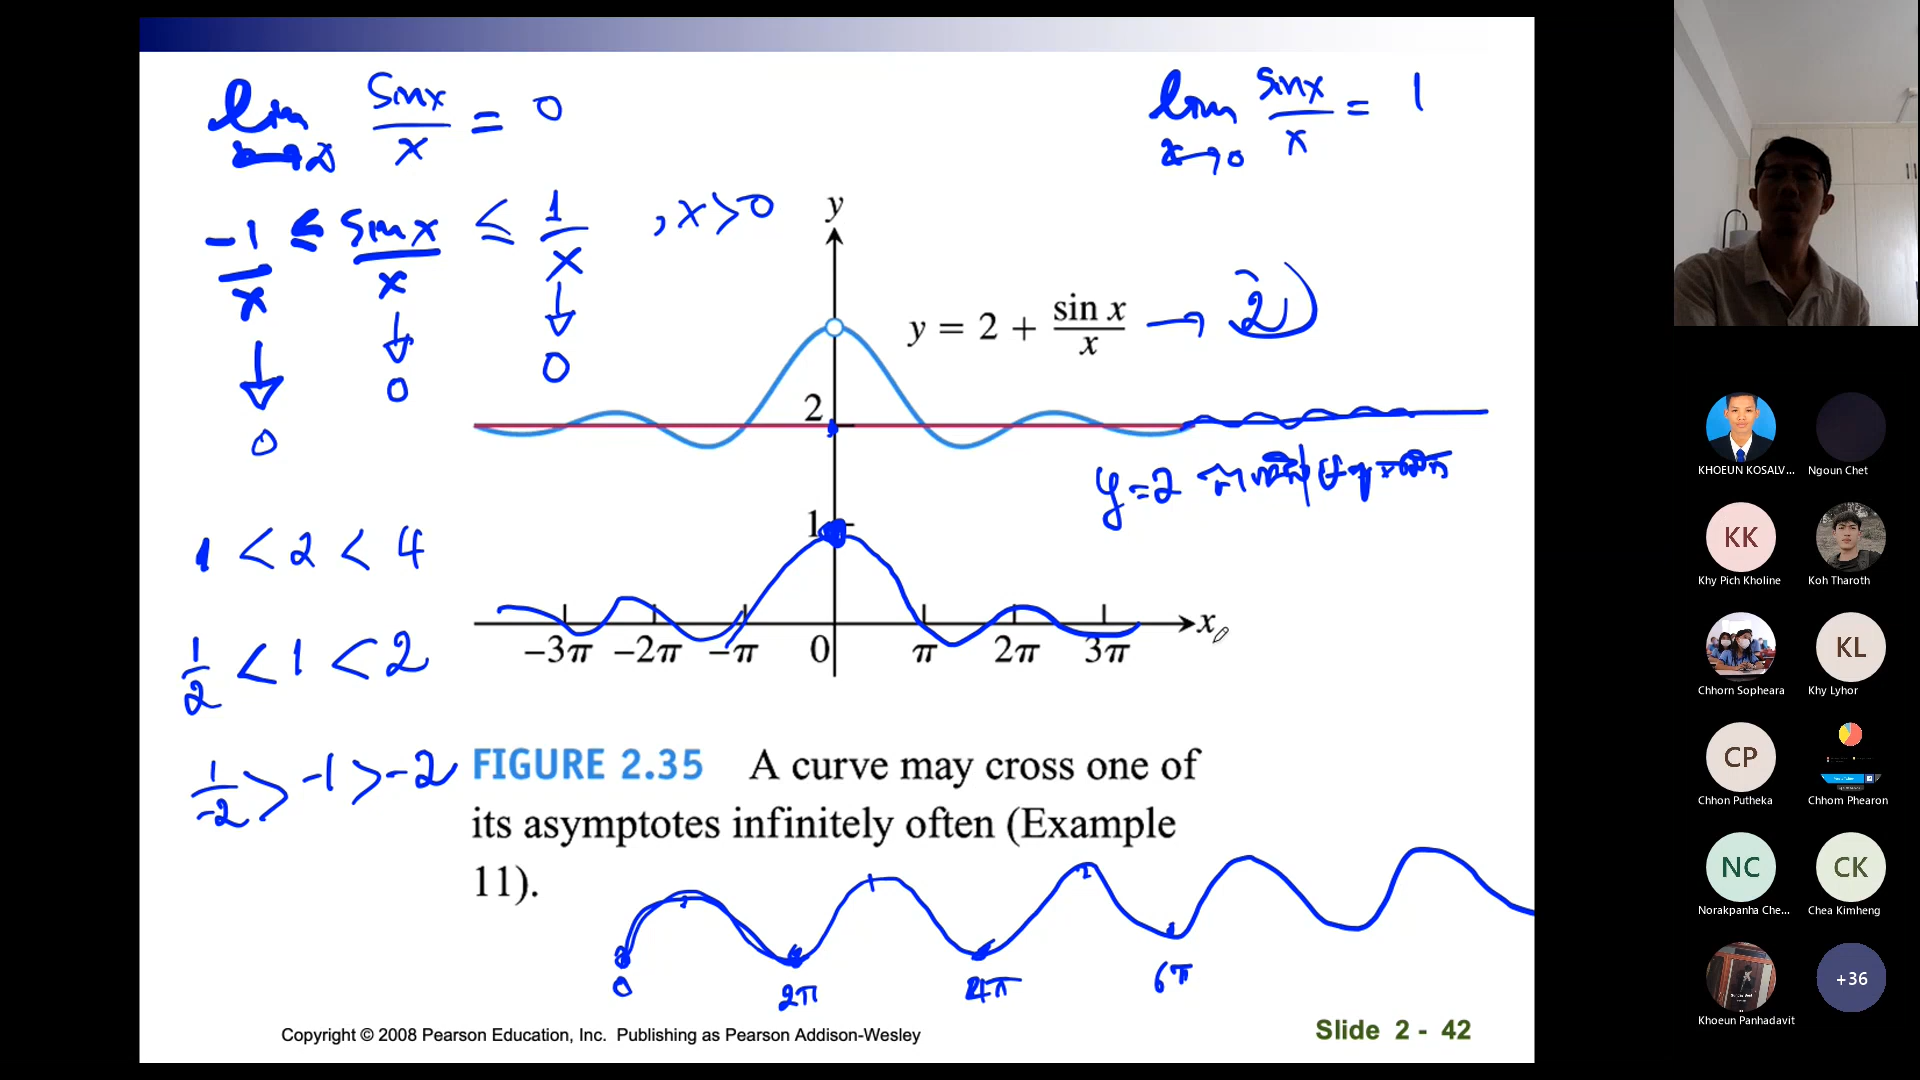 lim sinx/x = 0
x→∞
lim sinx/x = 1
x→0
-1/x ≤ sinx/x ≤ 1/x , x>0
↓ ↓ ↓
0 0 0
y
y = 2 + sin x/x → 2
2
y=2
1
1 < 2 < 4
1/2 < 1 < 2
1/-2 > -1 > -2
−3π −2π −π 0 π 2π 3π x
FIGURE 2.35 A curve may cross one of
its asymptotes infinitely often (Example
11).
0 2π 4π 6π
Copyright © 2008 Pearson Education, Inc. Publishing as Pearson Addison-Wesley
Slide 2 - 42
KHOEUN KOSALV...
Ngoun Chet
KK
Khy Pich Kholine
Koh Tharoth
Chhorn Sopheara
KL
Khy Lyhor
CP
Chhon Putheka
Chhom Phearon
NC
Norakpanha Che...
CK
Chea Kimheng
Khoeun Panhadavit
+36